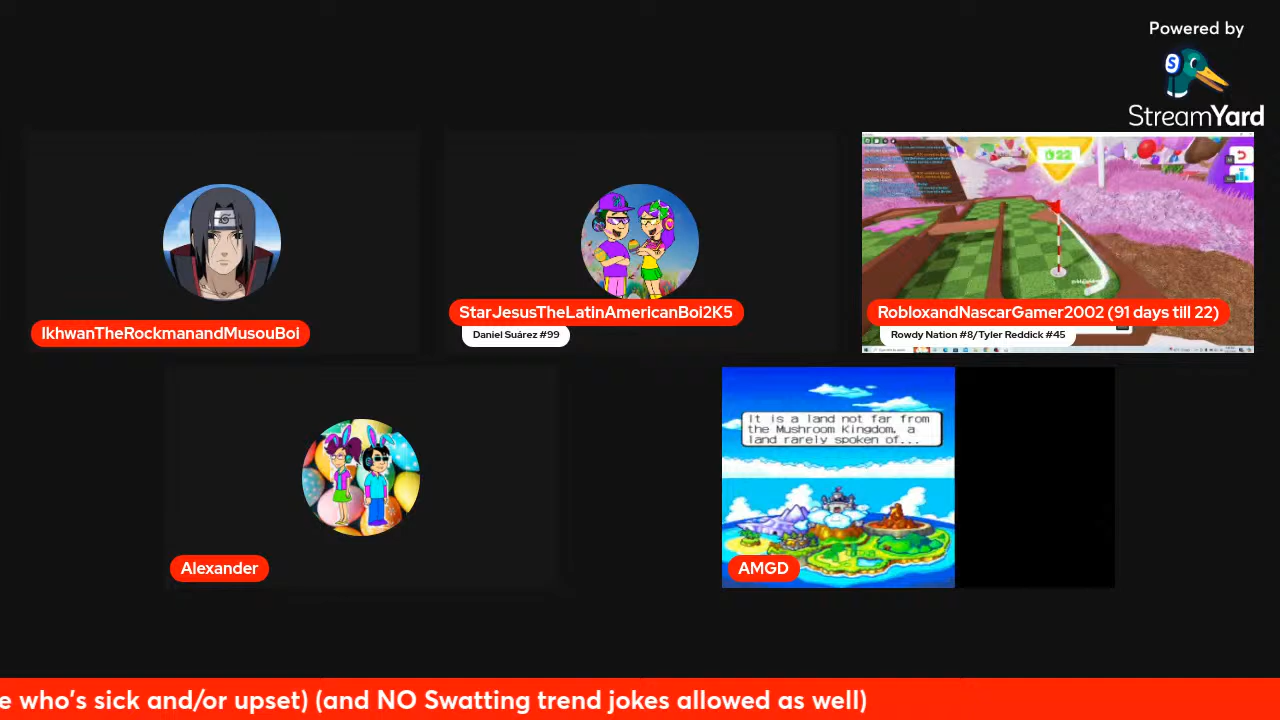 Powered by
StreamYard
22
IkhwanTheRockmanandMusouBoi
StarJesusTheLatinAmericanBoi2K5
Daniel Suárez #99
RobloxandNascarGamer2002 (91 days till 22)
Rowdy Nation #8/Tyler Reddick #45
Alexander
It is a land not far from
the Mushroom Kingdom, a
land rarely spoken of...
AMGD
e who's sick and/or upset) (and NO Swatting trend jokes allowed as well)